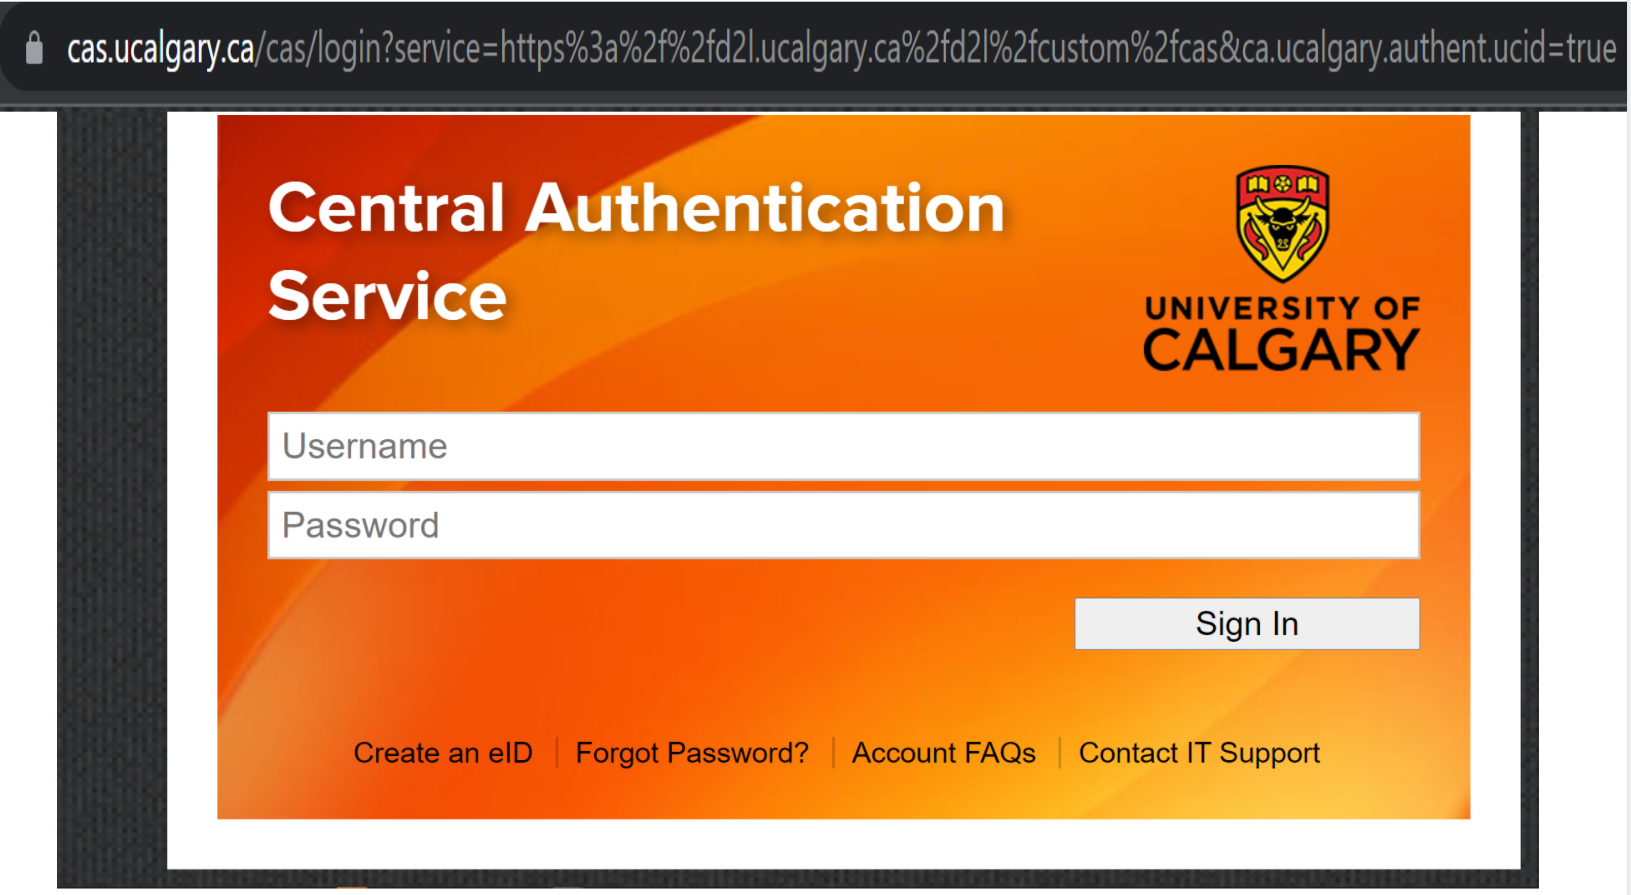 cas.ucalgary.ca/cas/login?service=https%3a%2f%2fd2l.ucalgary.ca%2fd2l%2fcustom%2fcas&ca.ucalgary.authent.ucid=true
Central Authentication
Service
UNIVERSITY OF
CALGARY
Username
Password
Sign In
Create an eID | Forgot Password? | Account FAQs | Contact IT Support